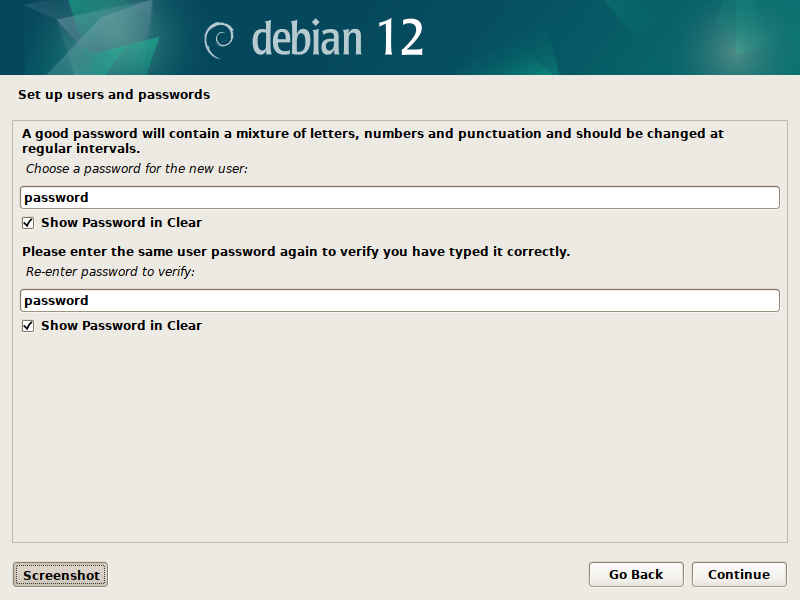 debian 12
Set up users and passwords
A good password will contain a mixture of letters, numbers and punctuation and should be changed at
regular intervals.
Choose a password for the new user:
password
Show Password in Clear
Please enter the same user password again to verify you have typed it correctly.
Re-enter password to verify:
password
Show Password in Clear
Screenshot
Go Back
Continue